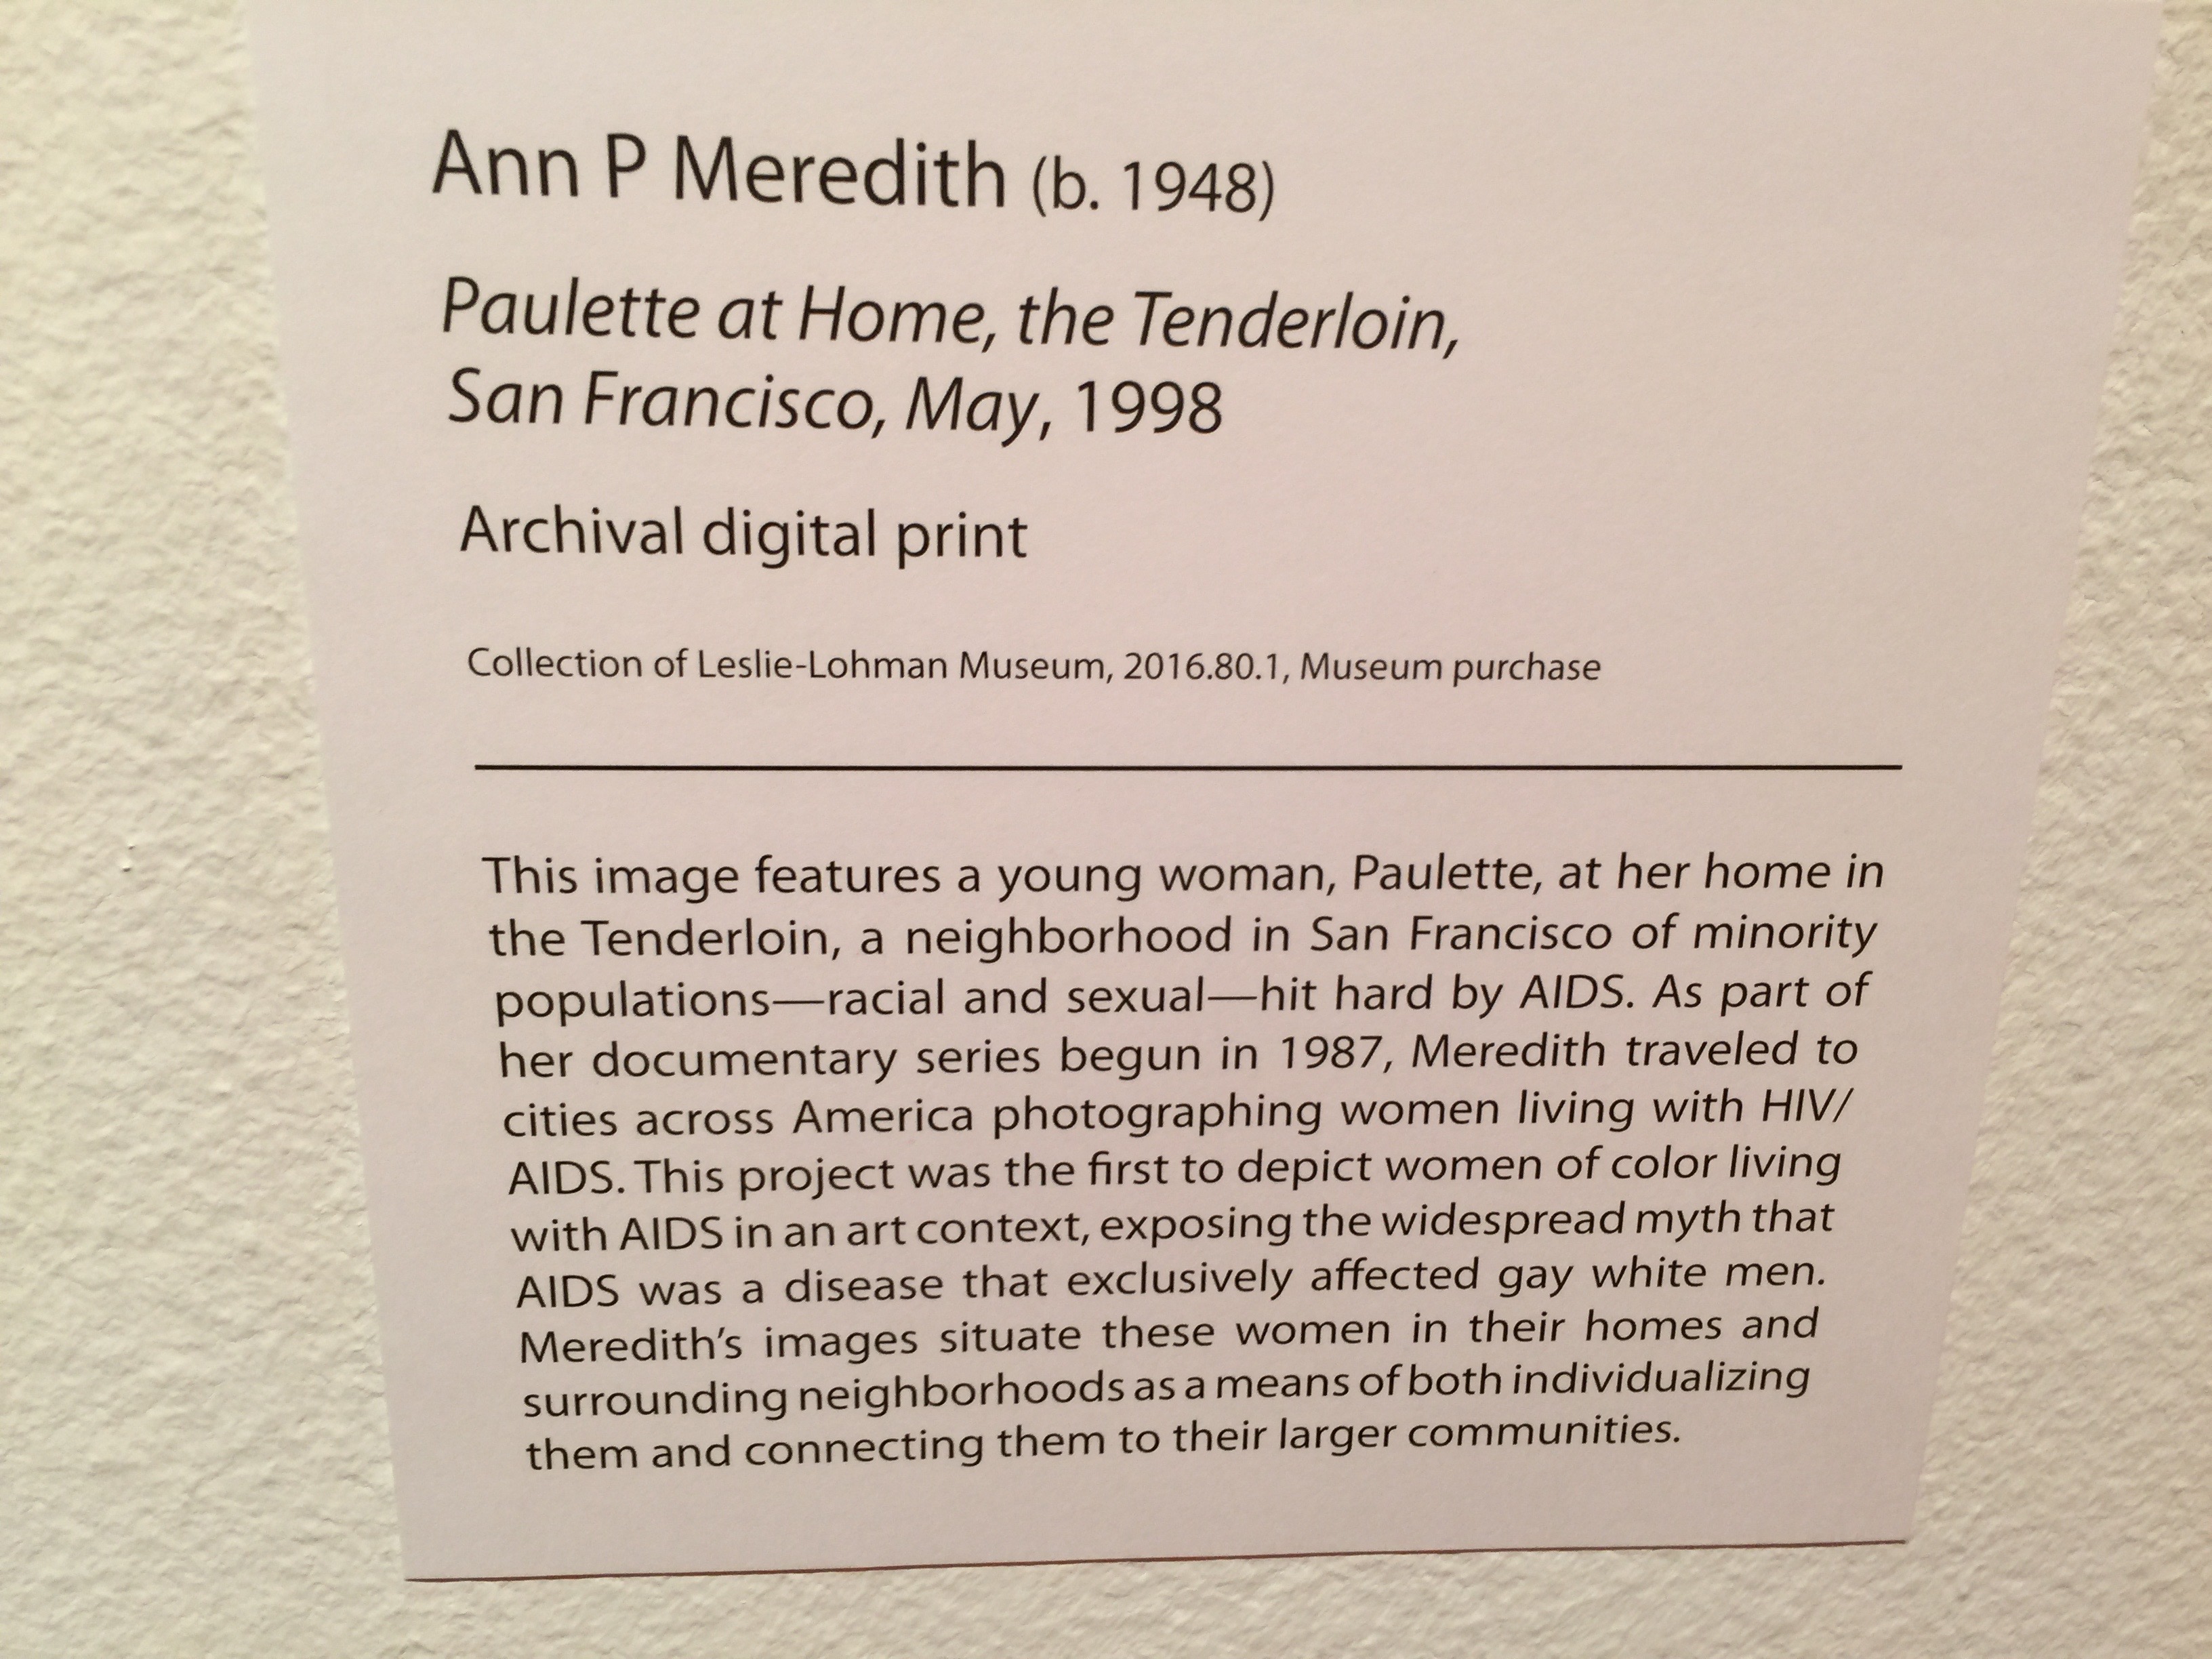 Ann P Meredith (b. 1948)
Paulette at Home, the Tenderloin,
San Francisco, May, 1998
Archival digital print
Collection of Leslie-Lohman Museum, 2016.80.1, Museum purchase
This image features a young woman, Paulette, at her home in
the Tenderloin, a neighborhood in San Francisco of minority
populations—racial and sexual—hit hard by AIDS. As part of
her documentary series begun in 1987, Meredith traveled to
cities across America photographing women living with HIV/
AIDS. This project was the first to depict women of color living
with AIDS in an art context, exposing the widespread myth that
AIDS was a disease that exclusively affected gay white men.
Meredith’s images situate these women in their homes and
surrounding neighborhoods as a means of both individualizing
them and connecting them to their larger communities.